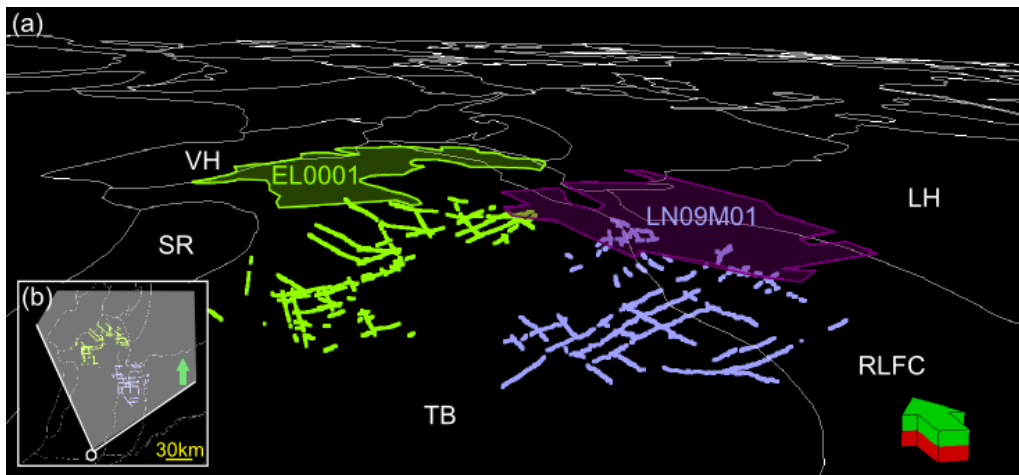 (a)
VH
EL0001
LH
LN09M01
SR
(b)
RLFC
TB
30km